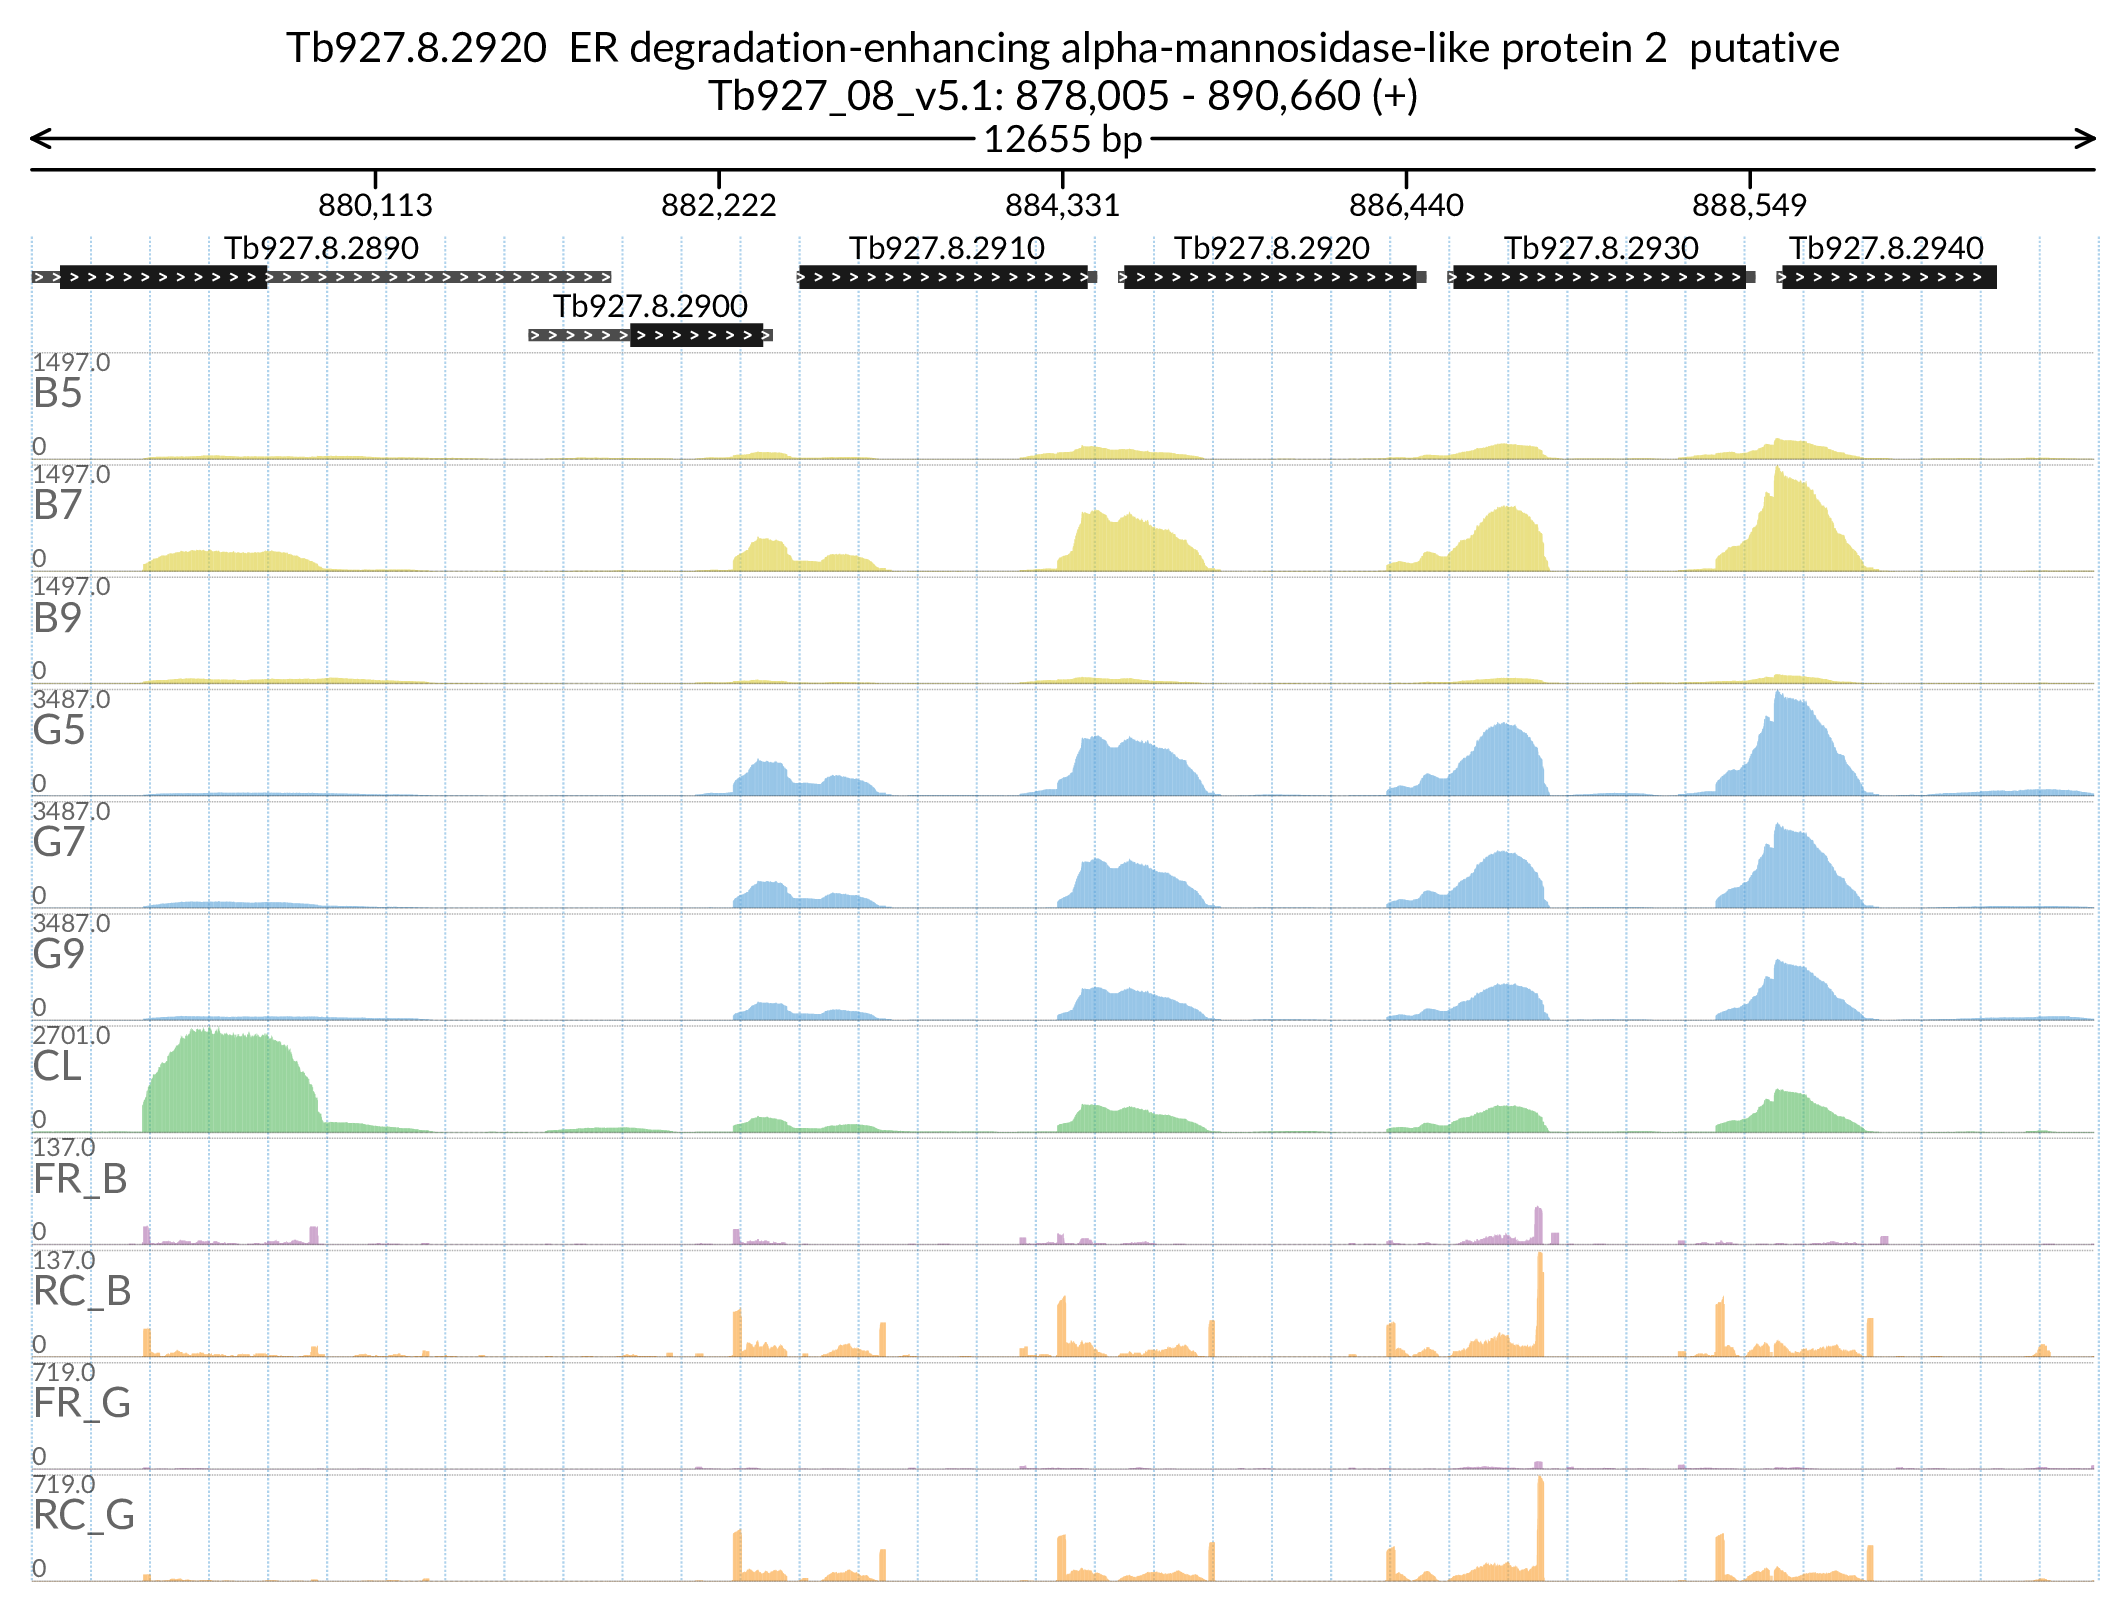 Tb927.8.2920  ER degradation-enhancing alpha-mannosidase-like protein 2  putative
Tb927_08_v5.1: 878,005 - 890,660 (+)
12655 bp
880,113 882,222 884,331 886,440 888,549
Tb927.8.2890 Tb927.8.2910 Tb927.8.2920 Tb927.8.2930 Tb927.8.2940
Tb927.8.2900
1497.0
B5
0
1497.0
B7
0
1497.0
B9
0
3487.0
G5
0
3487.0
G7
0
3487.0
G9
0
2701.0
CL
0
137.0
FR_B
0
137.0
RC_B
0
719.0
FR_G
0
719.0
RC_G
0